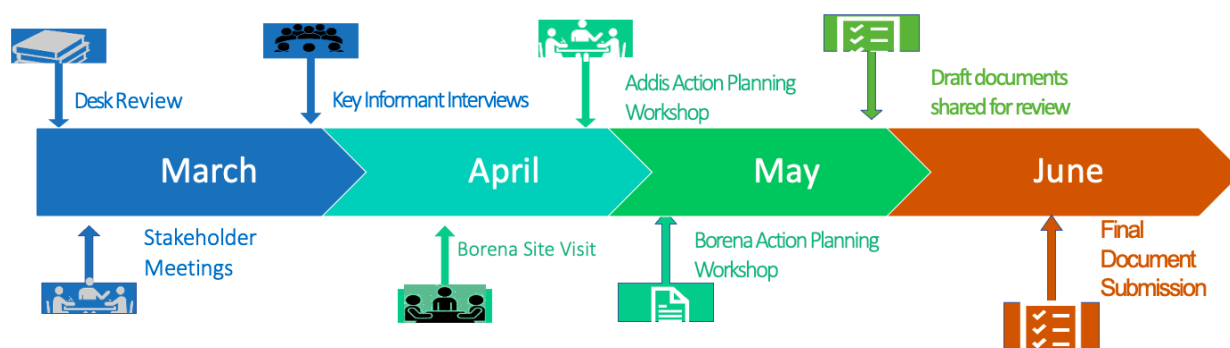 Desk Review
Key Informant Interviews
Addis Action Planning
Workshop
Draft documents
shared for review
March
April
May
June
Stakeholder
Meetings
Borena Site Visit
Borena Action Planning
Workshop
Final
Document
Submission